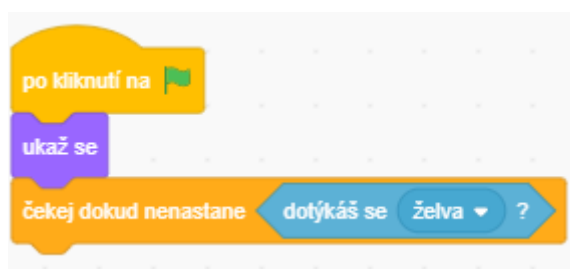 po kliknutí na
ukaž se
čekej dokud nenastane dotýkáš se želva ?